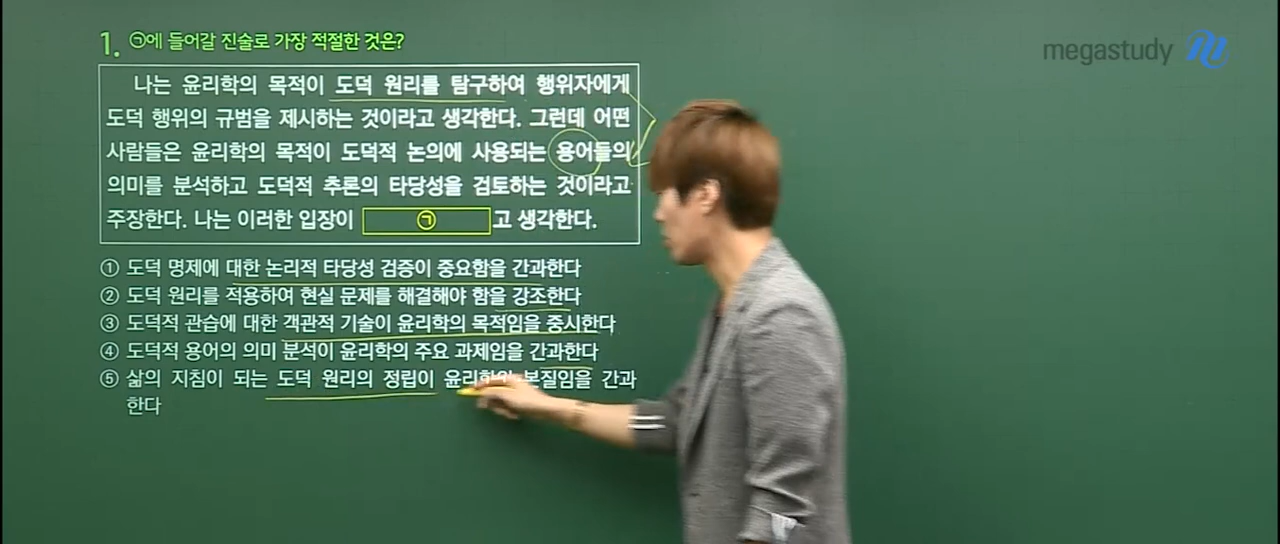 1. ㉠에 들어갈 진술로 가장 적절한 것은?
megastudy
나는 윤리학의 목적이 도덕 원리를 탐구하여 행위자에게
도덕 행위의 규범을 제시하는 것이라고 생각한다. 그런데 어떤
사람들은 윤리학의 목적이 도덕적 논의에 사용되는 용어들의
의미를 분석하고 도덕적 추론의 타당성을 검토하는 것이라고
주장한다. 나는 이러한 입장이 ㉠ 고 생각한다.
① 도덕 명제에 대한 논리적 타당성 검증이 중요함을 간과한다
② 도덕 원리를 적용하여 현실 문제를 해결해야 함을 강조한다
③ 도덕적 관습에 대한 객관적 기술이 윤리학의 목적임을 중시한다
④ 도덕적 용어의 의미 분석이 윤리학의 주요 과제임을 간과한다
⑤ 삶의 지침이 되는 도덕 원리의 정립이 윤리학의 본질임을 간과
한다